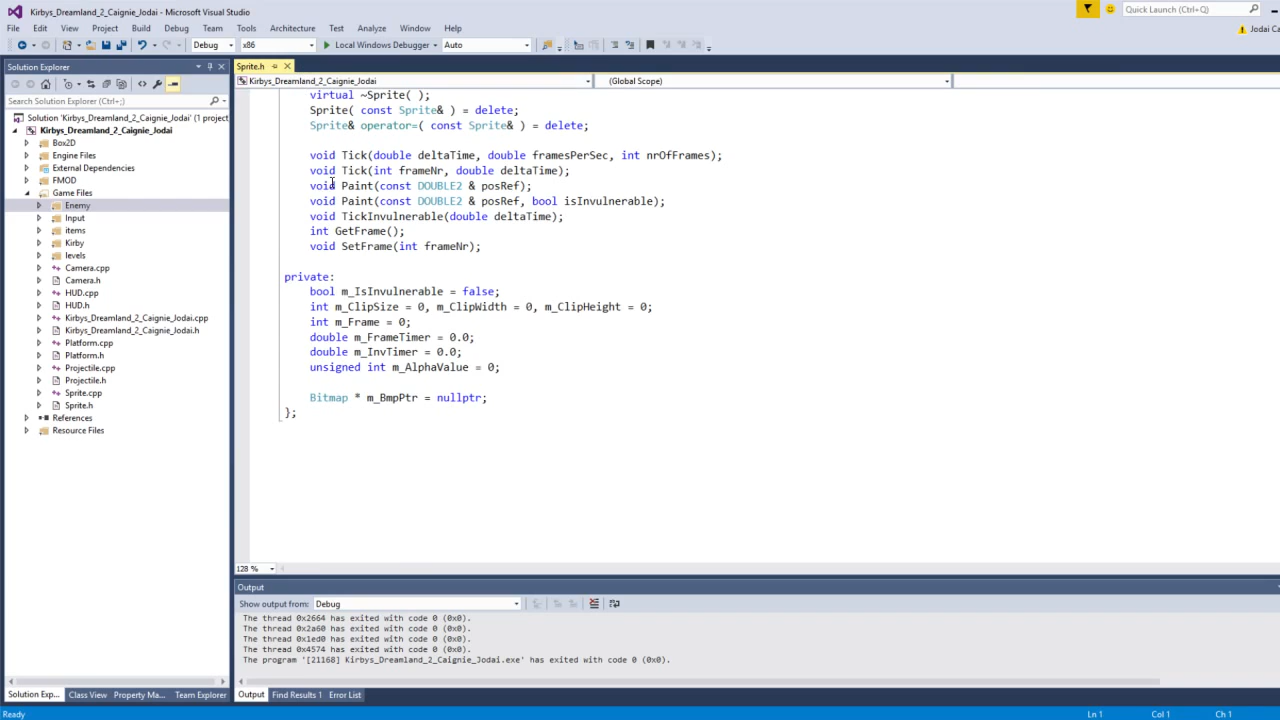 Kirbys_Dreamland_2_Caignie_Jodai - Microsoft Visual Studio
Quick Launch (Ctrl+Q)
File Edit View Project Build Debug Team Tools Architecture Test Analyze Window Help
Jodai Ca
Debug x86 Local Windows Debugger Auto
Solution Explorer
Sprite.h
Kirbys_Dreamland_2_Caignie_Jodai (Global Scope)
Search Solution Explorer (Ctrl+;)
Solution 'Kirbys_Dreamland_2_Caignie_Jodai' (1 project)
Kirbys_Dreamland_2_Caignie_Jodai
Box2D
Engine Files
External Dependencies
FMOD
Game Files
Enemy
Input
items
Kirby
levels
Camera.cpp
Camera.h
HUD.cpp
HUD.h
Kirbys_Dreamland_2_Caignie_Jodai.cpp
Kirbys_Dreamland_2_Caignie_Jodai.h
Platform.cpp
Platform.h
Projectile.cpp
Projectile.h
Sprite.cpp
Sprite.h
References
Resource Files
virtual ~Sprite( );
Sprite( const Sprite& ) = delete;
Sprite& operator=( const Sprite& ) = delete;
void Tick(double deltaTime, double framesPerSec, int nrOfFrames);
void Tick(int frameNr, double deltaTime);
void Paint(const DOUBLE2 & posRef);
void Paint(const DOUBLE2 & posRef, bool isInvulnerable);
void TickInvulnerable(double deltaTime);
int GetFrame();
void SetFrame(int frameNr);
private:
bool m_IsInvulnerable = false;
int m_ClipSize = 0, m_ClipWidth = 0, m_ClipHeight = 0;
int m_Frame = 0;
double m_FrameTimer = 0.0;
double m_InvTimer = 0.0;
unsigned int m_AlphaValue = 0;
Bitmap * m_BmpPtr = nullptr;
};
128 %
Output
Show output from: Debug
The thread 0x2664 has exited with code 0 (0x0).
The thread 0x2a60 has exited with code 0 (0x0).
The thread 0x1ed0 has exited with code 0 (0x0).
The thread 0x4574 has exited with code 0 (0x0).
The program '[21168] Kirbys_Dreamland_2_Caignie_Jodai.exe' has exited with code 0 (0x0).
Solution Exp... Class View Property Ma... Team Explorer
Output Find Results 1 Error List
Ready Ln 1 Col 1 Ch 1